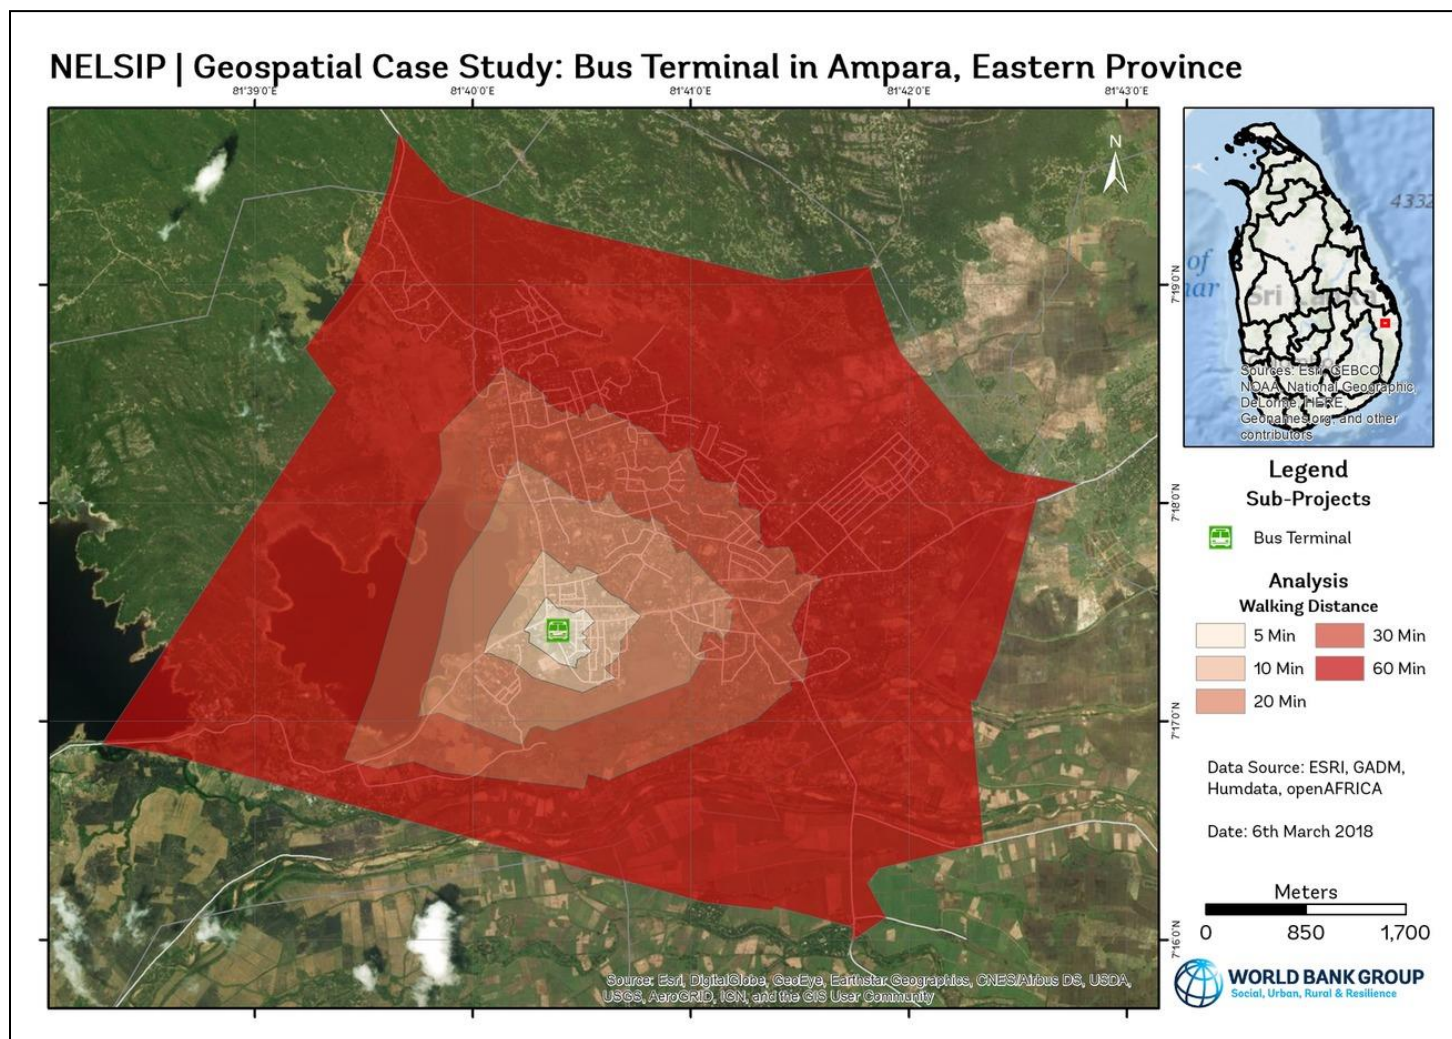 NELSIP | Geospatial Case Study: Bus Terminal in Ampara, Eastern Province
81°39'0"E 81°40'0"E 81°41'0"E 81°42'0"E 81°43'0"E
N
7°19'0"N
7°18'0"N
7°17'0"N
7°16'0"N
Source: Esri, DigitalGlobe, GeoEye, Earthstar Geographics, CNES/Airbus DS, USDA,
USGS, AeroGRID, IGN, and the GIS User Community
4332
of
nar
Sri Lanka
Sources: Esri, GEBCO,
NOAA, National Geographic,
DeLorme, HERE,
Geonames.org, and other
contributors
Legend
Sub-Projects
Bus Terminal
Analysis
Walking Distance
5 Min 30 Min
10 Min 60 Min
20 Min
Data Source: ESRI, GADM,
Humdata, openAFRICA
Date: 6th March 2018
Meters
0 850 1,700
WORLD BANK GROUP
Social, Urban, Rural & Resilience